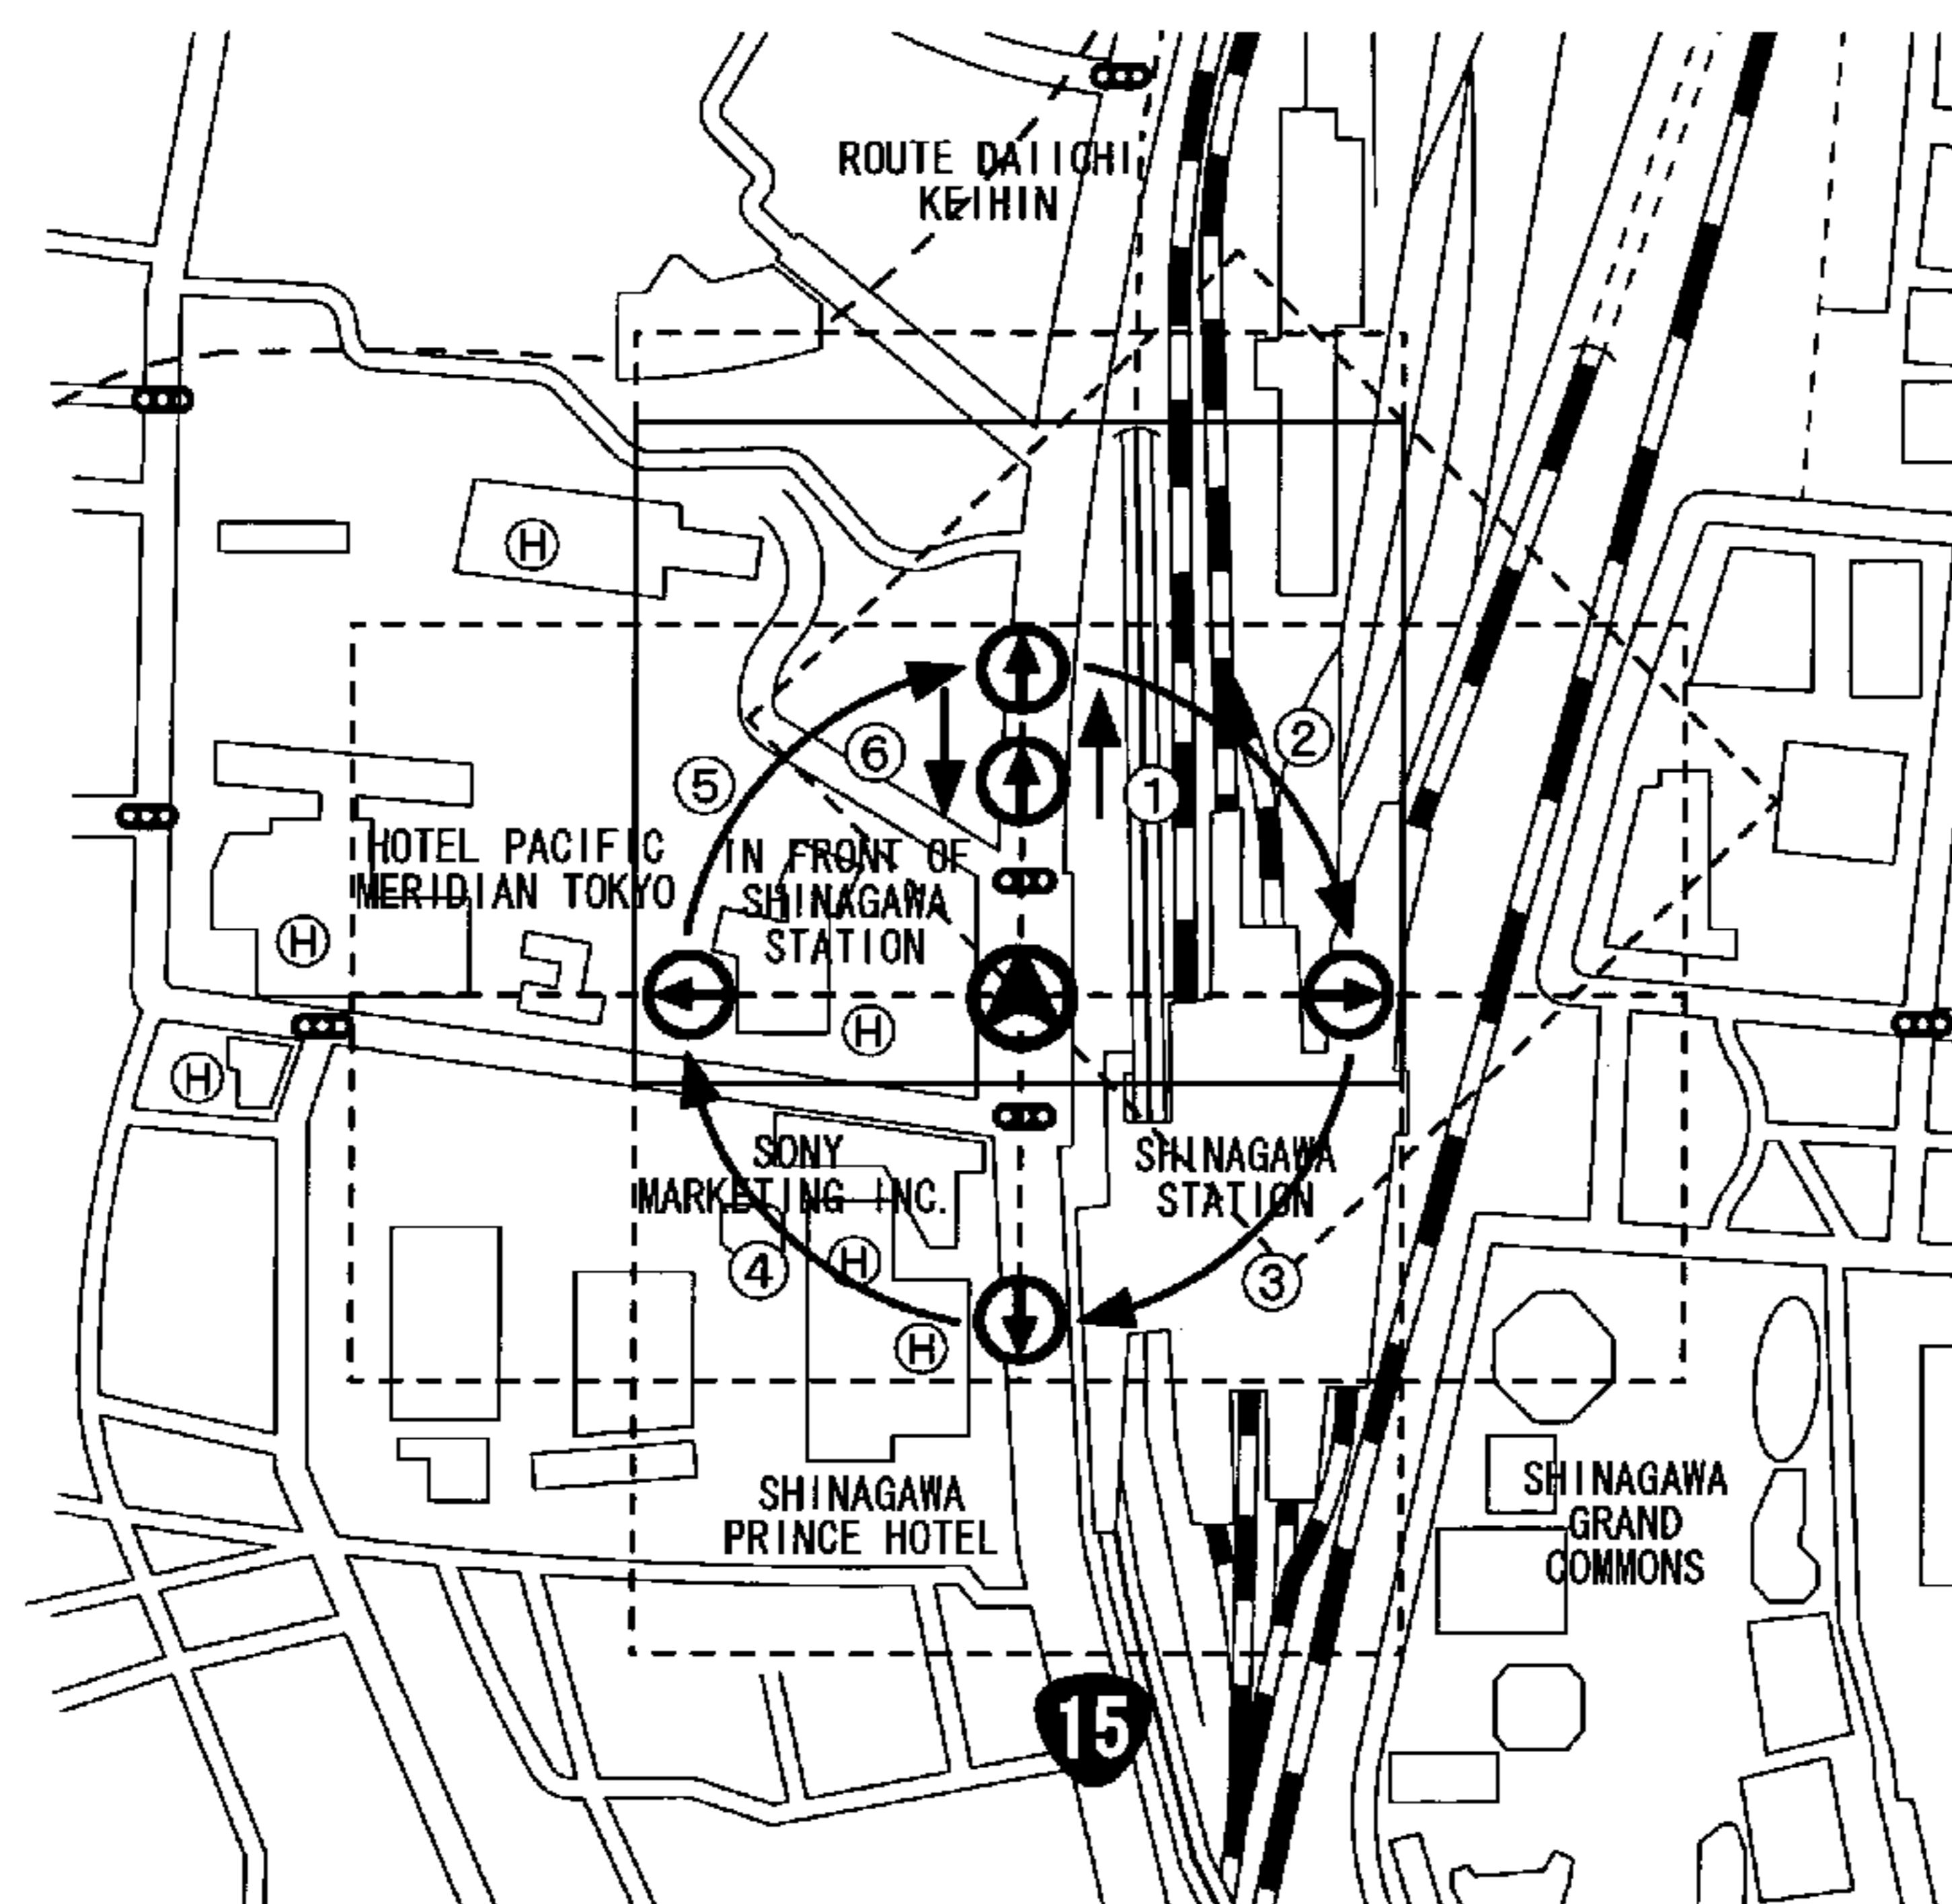 ROUTE DAIICHI
KEIHIN
H
2
6
5
1
HOTEL PACIFIC
MERIDIAN TOKYO
IN FRONT OF
SHINAGAWA
STATION
H
H
H
SONY
MARKETING INC.
SHINAGAWA
STATION
4
H
3
H
SHINAGAWA
PRINCE HOTEL
SHINAGAWA
GRAND
COMMONS
15